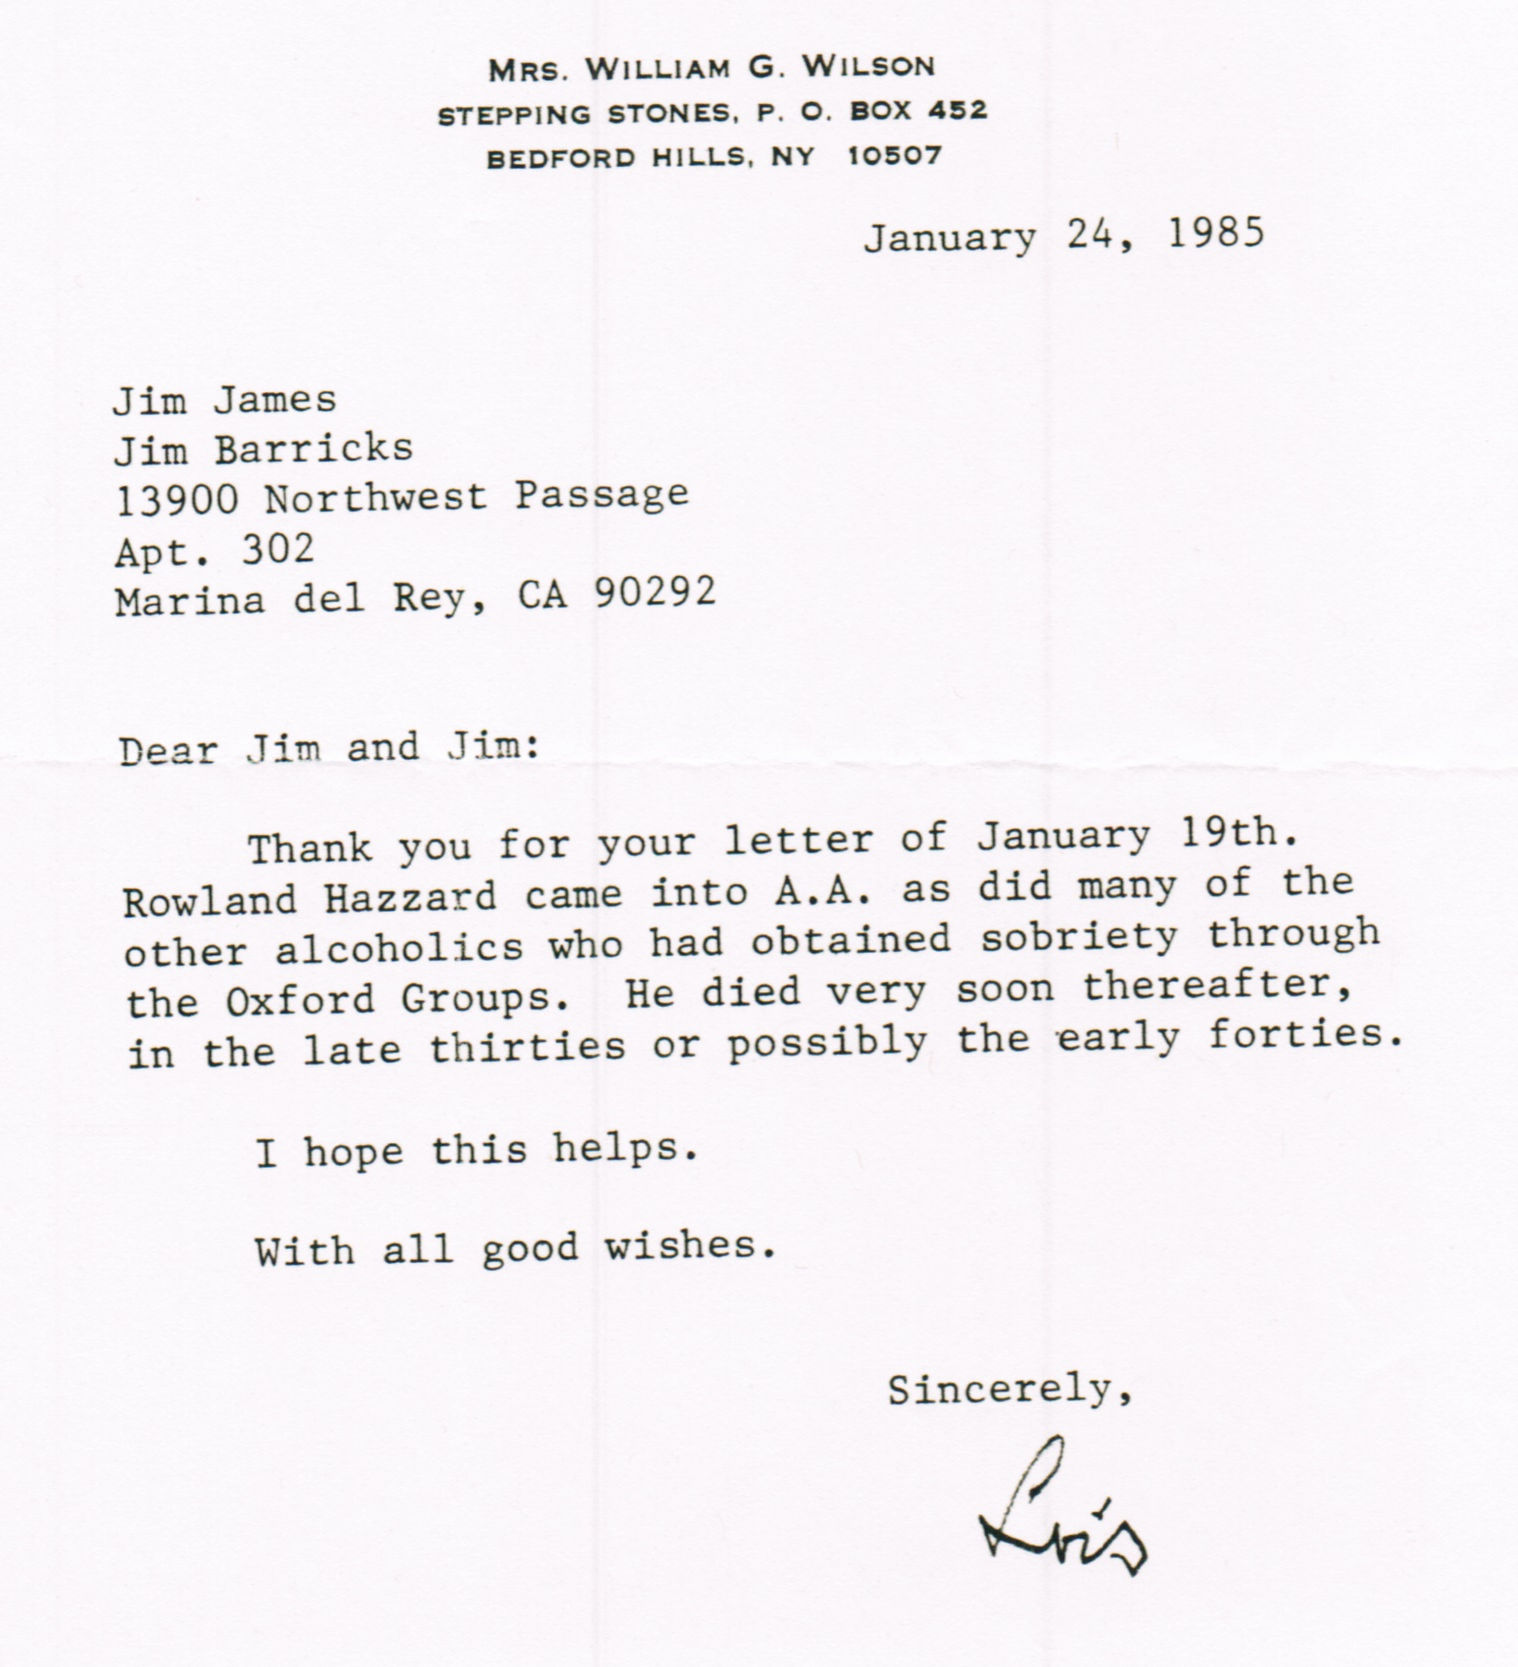 MRS. WILLIAM G. WILSON
STEPPING STONES, P. O. BOX 452
BEDFORD HILLS, NY 10507
January 24, 1985
Jim James
Jim Barricks
13900 Northwest Passage
Apt. 302
Marina del Rey, CA 90292
Dear Jim and Jim:
Thank you for your letter of January 19th.
Rowland Hazzard came into A.A. as did many of the
other alcoholics who had obtained sobriety through
the Oxford Groups. He died very soon thereafter,
in the late thirties or possibly the early forties.
I hope this helps.
With all good wishes.
Sincerely,
Lois